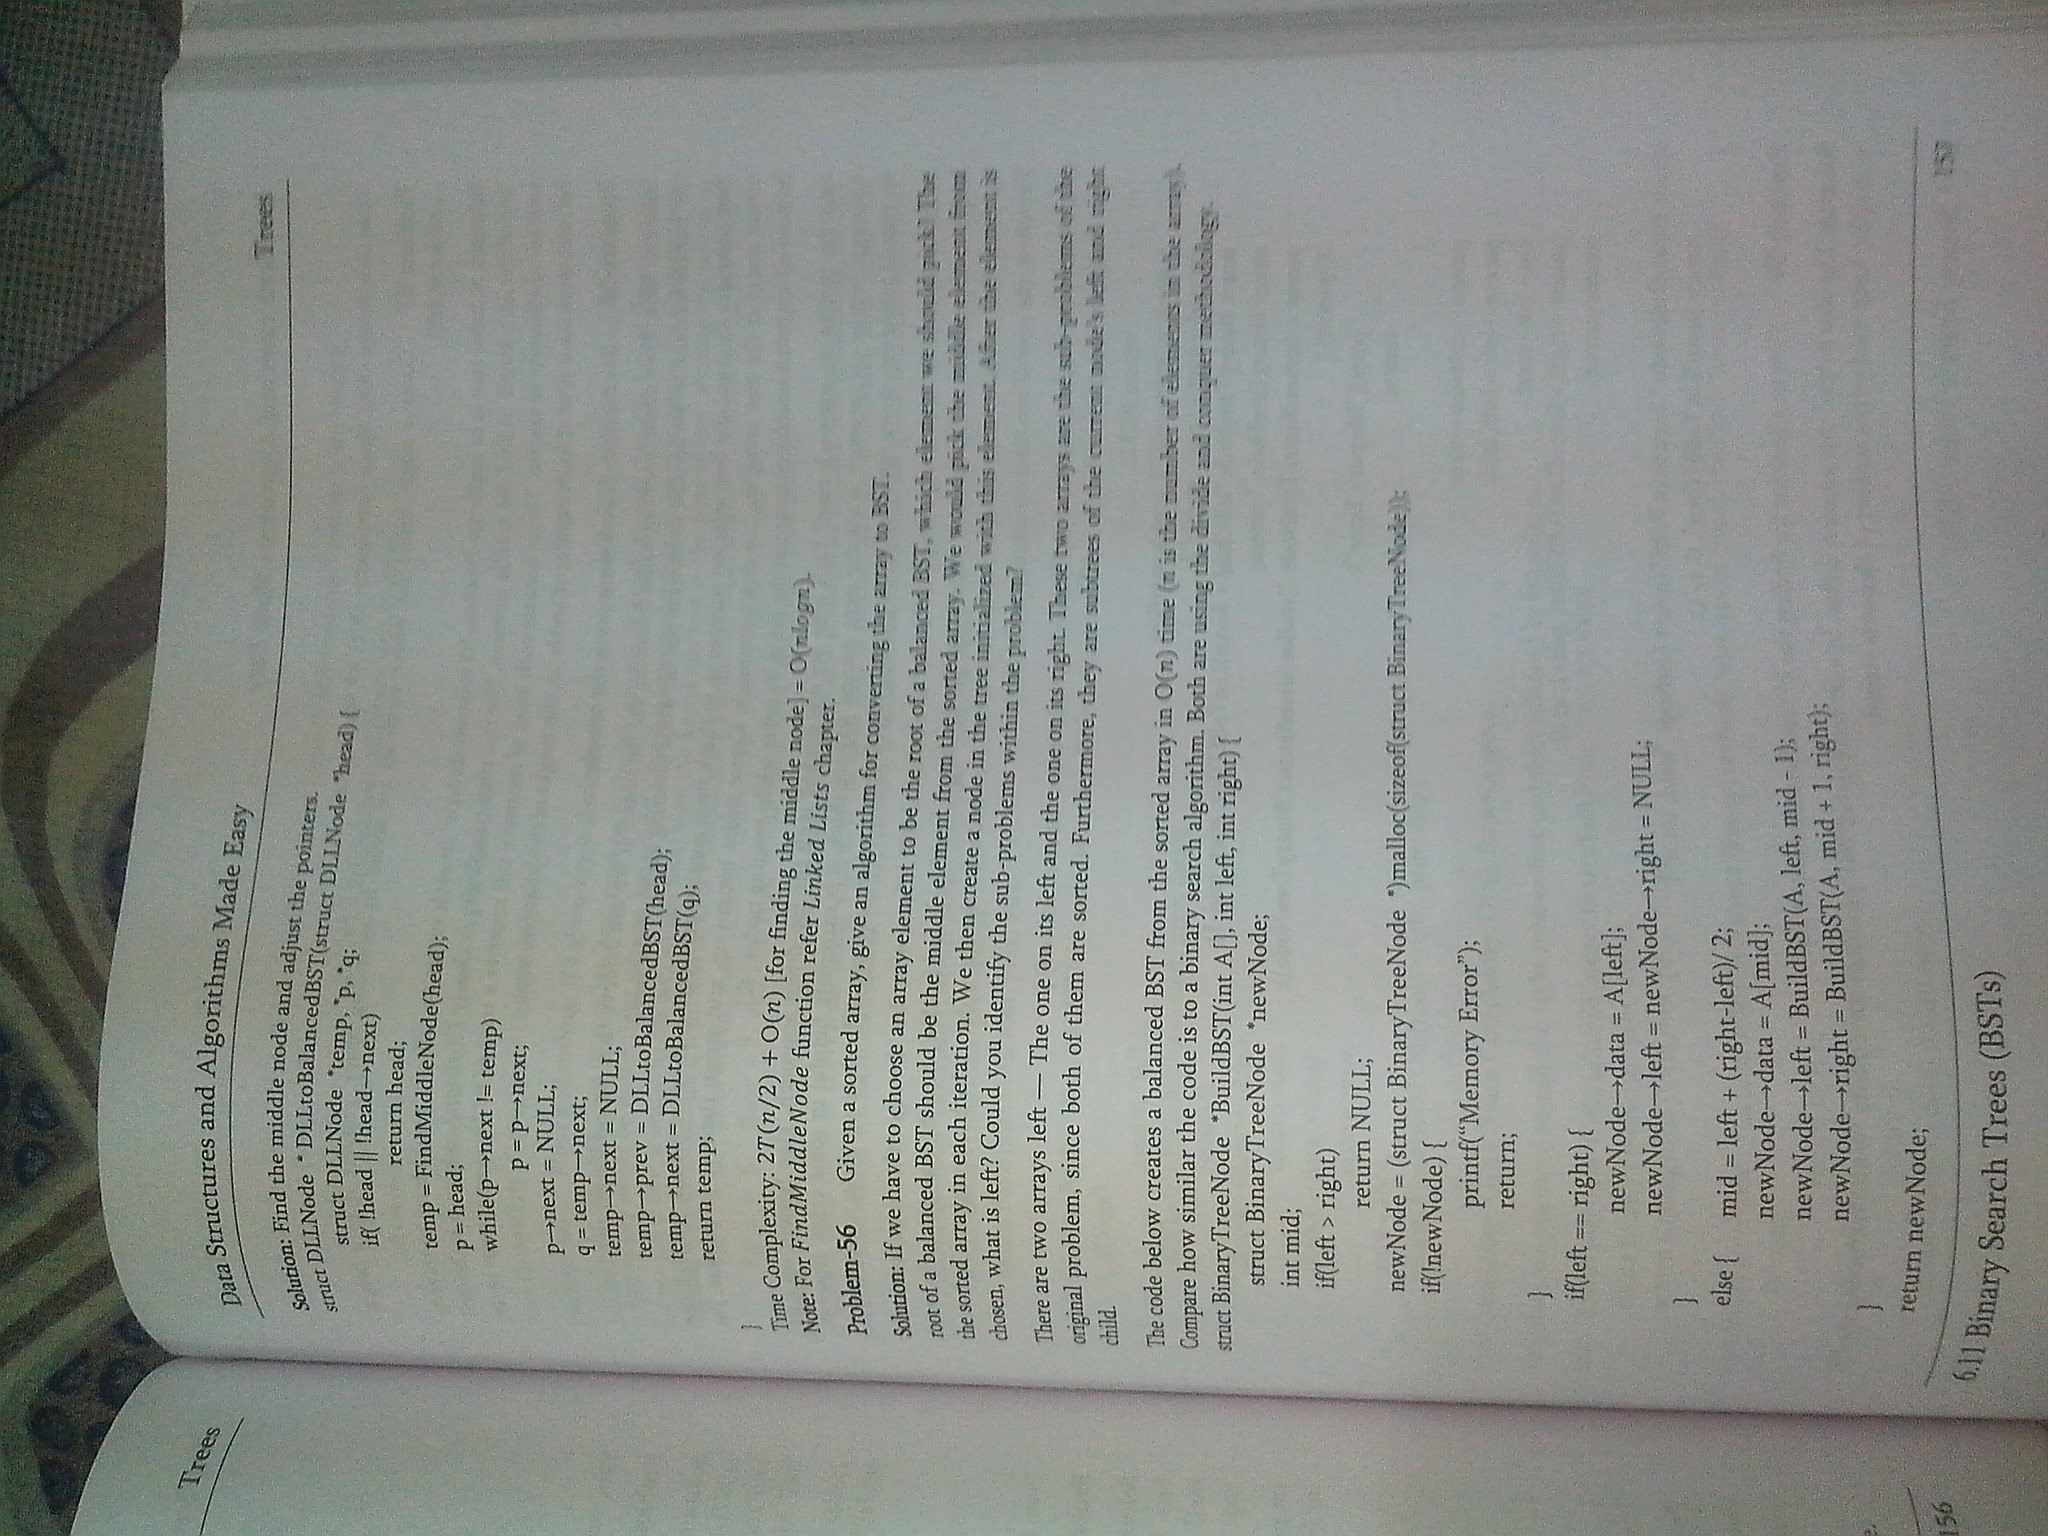 Trees
Data Structures and Algorithms Made Easy
Trees
Solution: Find the middle node and adjust the pointers.
struct DLLNode * DLLtoBalancedBST(struct DLLNode *head) {
struct DLLNode *temp, *p, *q;
if( !head || !head→next)
return head;
temp = FindMiddleNode(head);
p = head;
while(p→next != temp)
p = p→next;
p→next = NULL;
q = temp→next;
temp→next = NULL;
temp→prev = DLLtoBalancedBST(head);
temp→next = DLLtoBalancedBST(q);
return temp;
}
Time Complexity: 2T(n/2) + O(n) [for finding the middle node] = O(nlogn).
Note: For FindMiddleNode function refer Linked Lists chapter.
Problem-56 Given a sorted array, give an algorithm for converting the array to BST.
Solution: If we have to choose an array element to be the root of a balanced BST, which element we should pick? The
root of a balanced BST should be the middle element from the sorted array. We would pick the middle element from
the sorted array in each iteration. We then create a node in the tree initialized with this element. After the element is
chosen, what is left? Could you identify the sub-problems within the problem?
There are two arrays left — The one on its left and the one on its right. These two arrays are the sub-problems of the
original problem, since both of them are sorted. Furthermore, they are subtrees of the current node's left and right
child.
The code below creates a balanced BST from the sorted array in O(n) time (n is the number of elements in the array).
Compare how similar the code is to a binary search algorithm. Both are using the divide and conquer methodology.
struct BinaryTreeNode *BuildBST(int A[], int left, int right) {
struct BinaryTreeNode *newNode;
int mid;
if(left > right)
return NULL;
newNode = (struct BinaryTreeNode *)malloc(sizeof(struct BinaryTreeNode));
if(!newNode) {
printf(“Memory Error”);
return;
}
if(left == right) {
newNode→data = A[left];
newNode→left = newNode→right = NULL;
}
else { mid = left + (right-left)/ 2;
newNode→data = A[mid];
newNode→left = BuildBST(A, left, mid - 1);
newNode→right = BuildBST(A, mid + 1, right);
}
return newNode;
156
6.11 Binary Search Trees (BSTs)
157